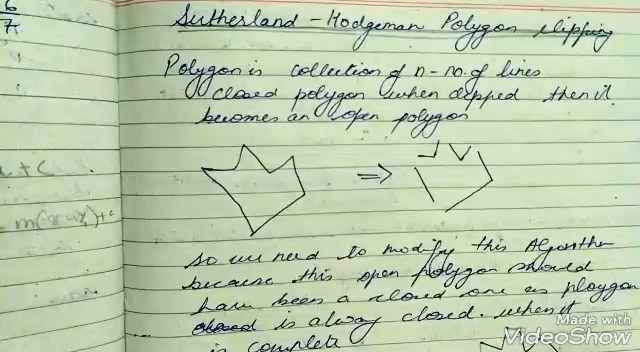 6
7
Sutherland - Hodgeman Polygon clipping
Polygon is collection of n- no. of lines
closed polygon when clipped then it
becomes an open polygon
+ c
= m(x-x1)+c
so we need to modify this Algorithm
because this open polygon should
have been a closed one as ploygon
closed is alway closed. when it
is complete
Made with
VideoShow